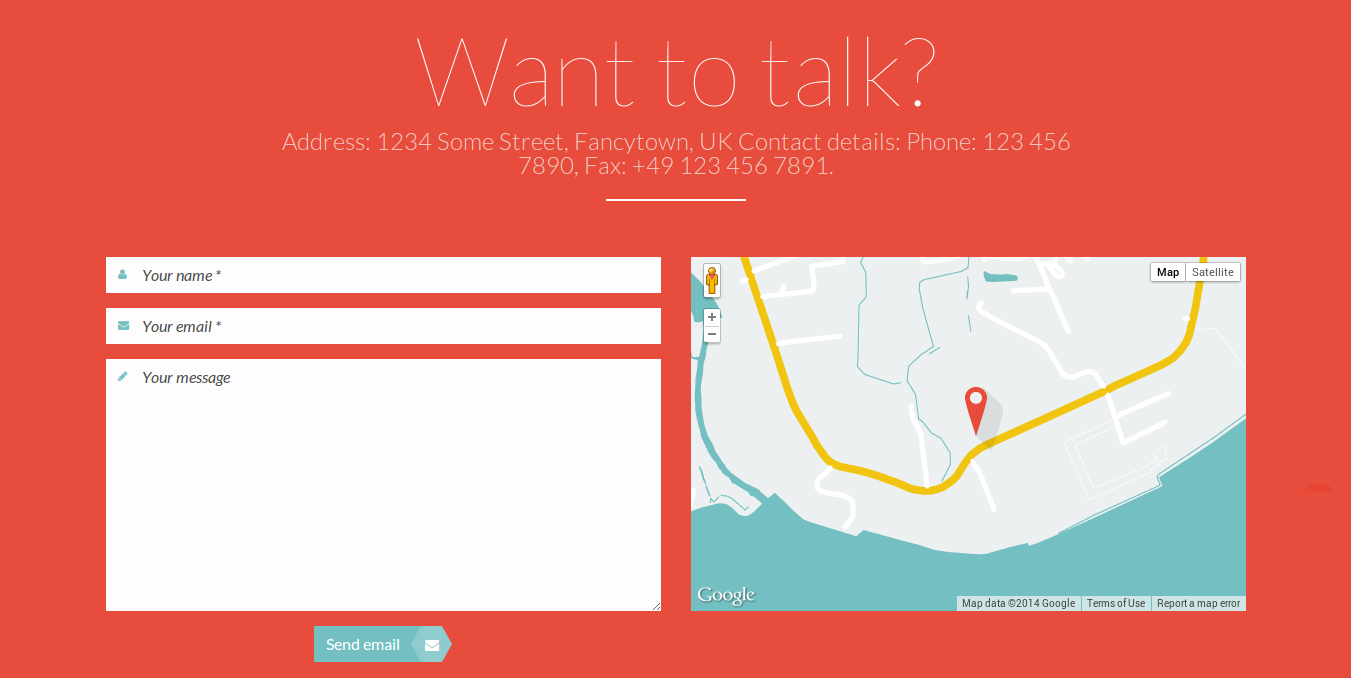 Want to talk?
Address: 1234 Some Street, Fancytown, UK Contact details: Phone: 123 456
7890, Fax: +49 123 456 7891.
Your name *
Your email *
Your message
Send email
Map Satellite
+
−
Google
Map data ©2014 Google Terms of Use Report a map error